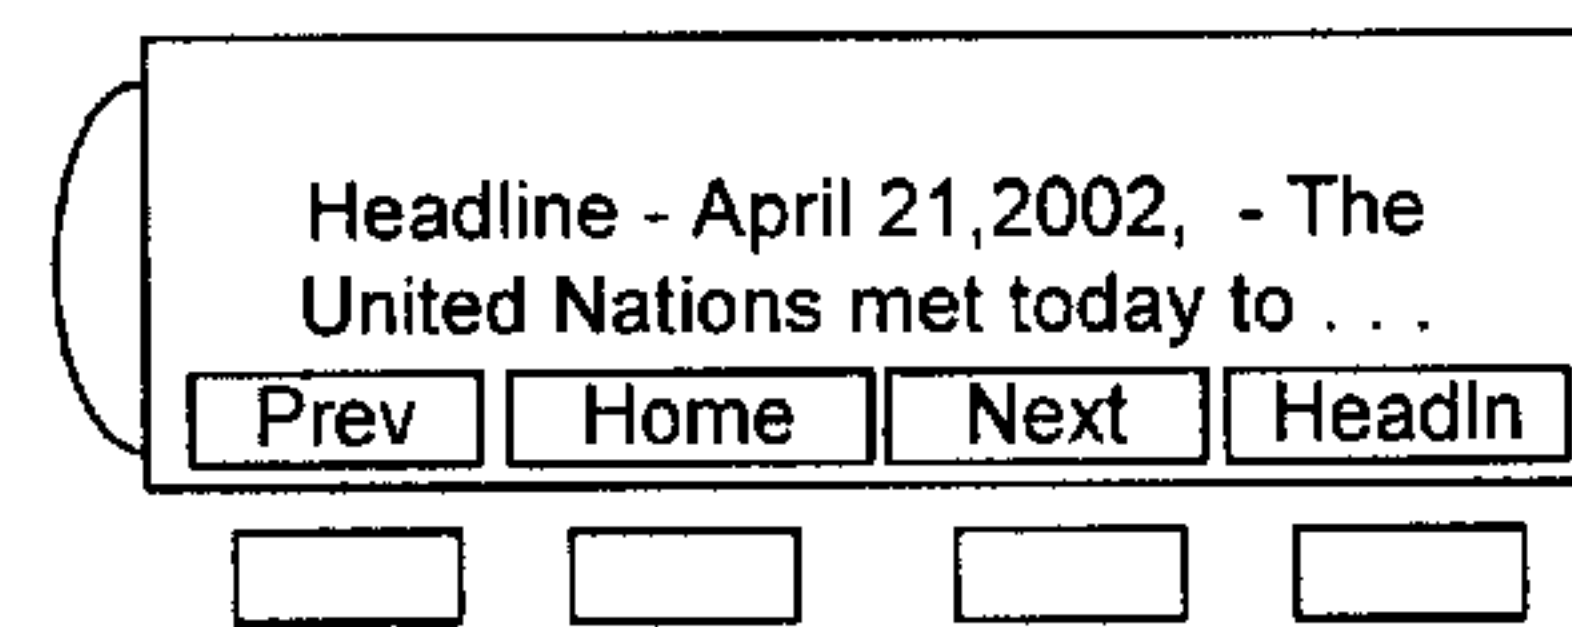 Headline - April 21,2002,  - The
United Nations met today to . . .
Prev Home Next Headln